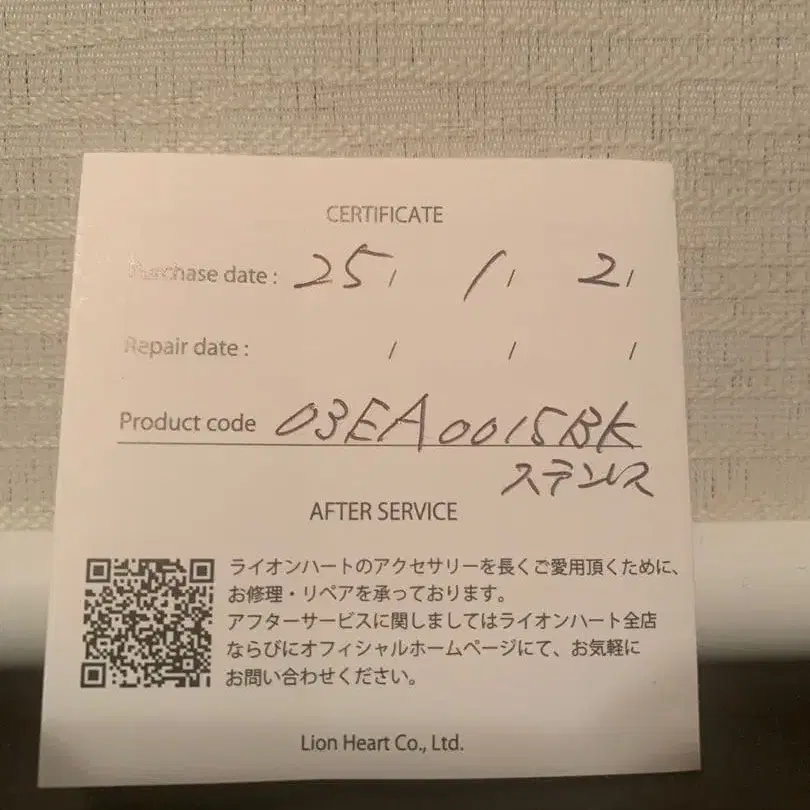 CERTIFICATE
Purchase date : 25 / 1 / 2 /
Repair date : / / /
Product code 03EA0015BK
ステンレス
AFTER SERVICE
ライオンハートのアクセサリーを長くご愛用頂くために、
お修理・リペアを承っております。
アフターサービスに関しましてはライオンハート全店
ならびにオフィシャルホームページにて、お気軽に
お問い合わせください。
Lion Heart Co., Ltd.